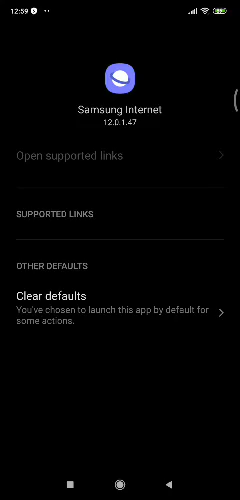 12:59
Samsung Internet
12.0.1.47
Open supported links
SUPPORTED LINKS
OTHER DEFAULTS
Clear defaults
You've chosen to launch this app by default for
some actions.